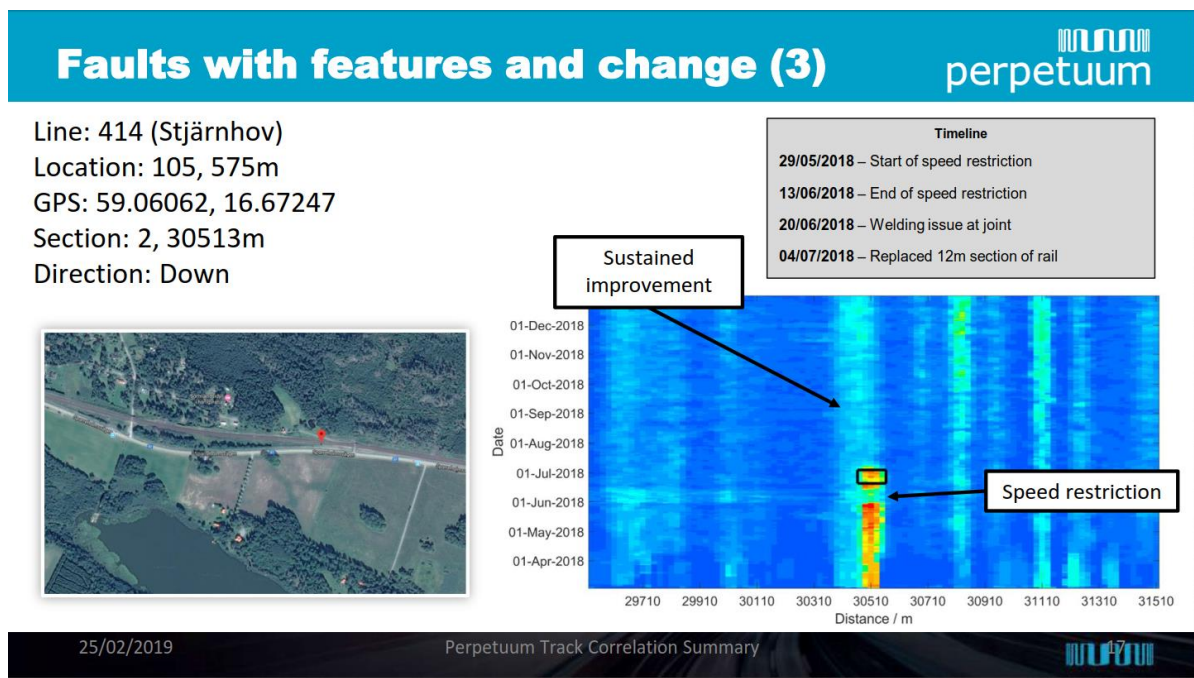 Faults with features and change (3)
perpetuum
Line: 414 (Stjärnhov)
Location: 105, 575m
GPS: 59.06062, 16.67247
Section: 2, 30513m
Direction: Down
Timeline
29/05/2018 – Start of speed restriction
13/06/2018 – End of speed restriction
20/06/2018 – Welding issue at joint
04/07/2018 – Replaced 12m section of rail
Sustained
improvement
Speed restriction
Date
01-Dec-2018
01-Nov-2018
01-Oct-2018
01-Sep-2018
01-Aug-2018
01-Jul-2018
01-Jun-2018
01-May-2018
01-Apr-2018
29710 29910 30110 30310 30510 30710 30910 31110 31310 31510
Distance / m
25/02/2019
Perpetuum Track Correlation Summary
17